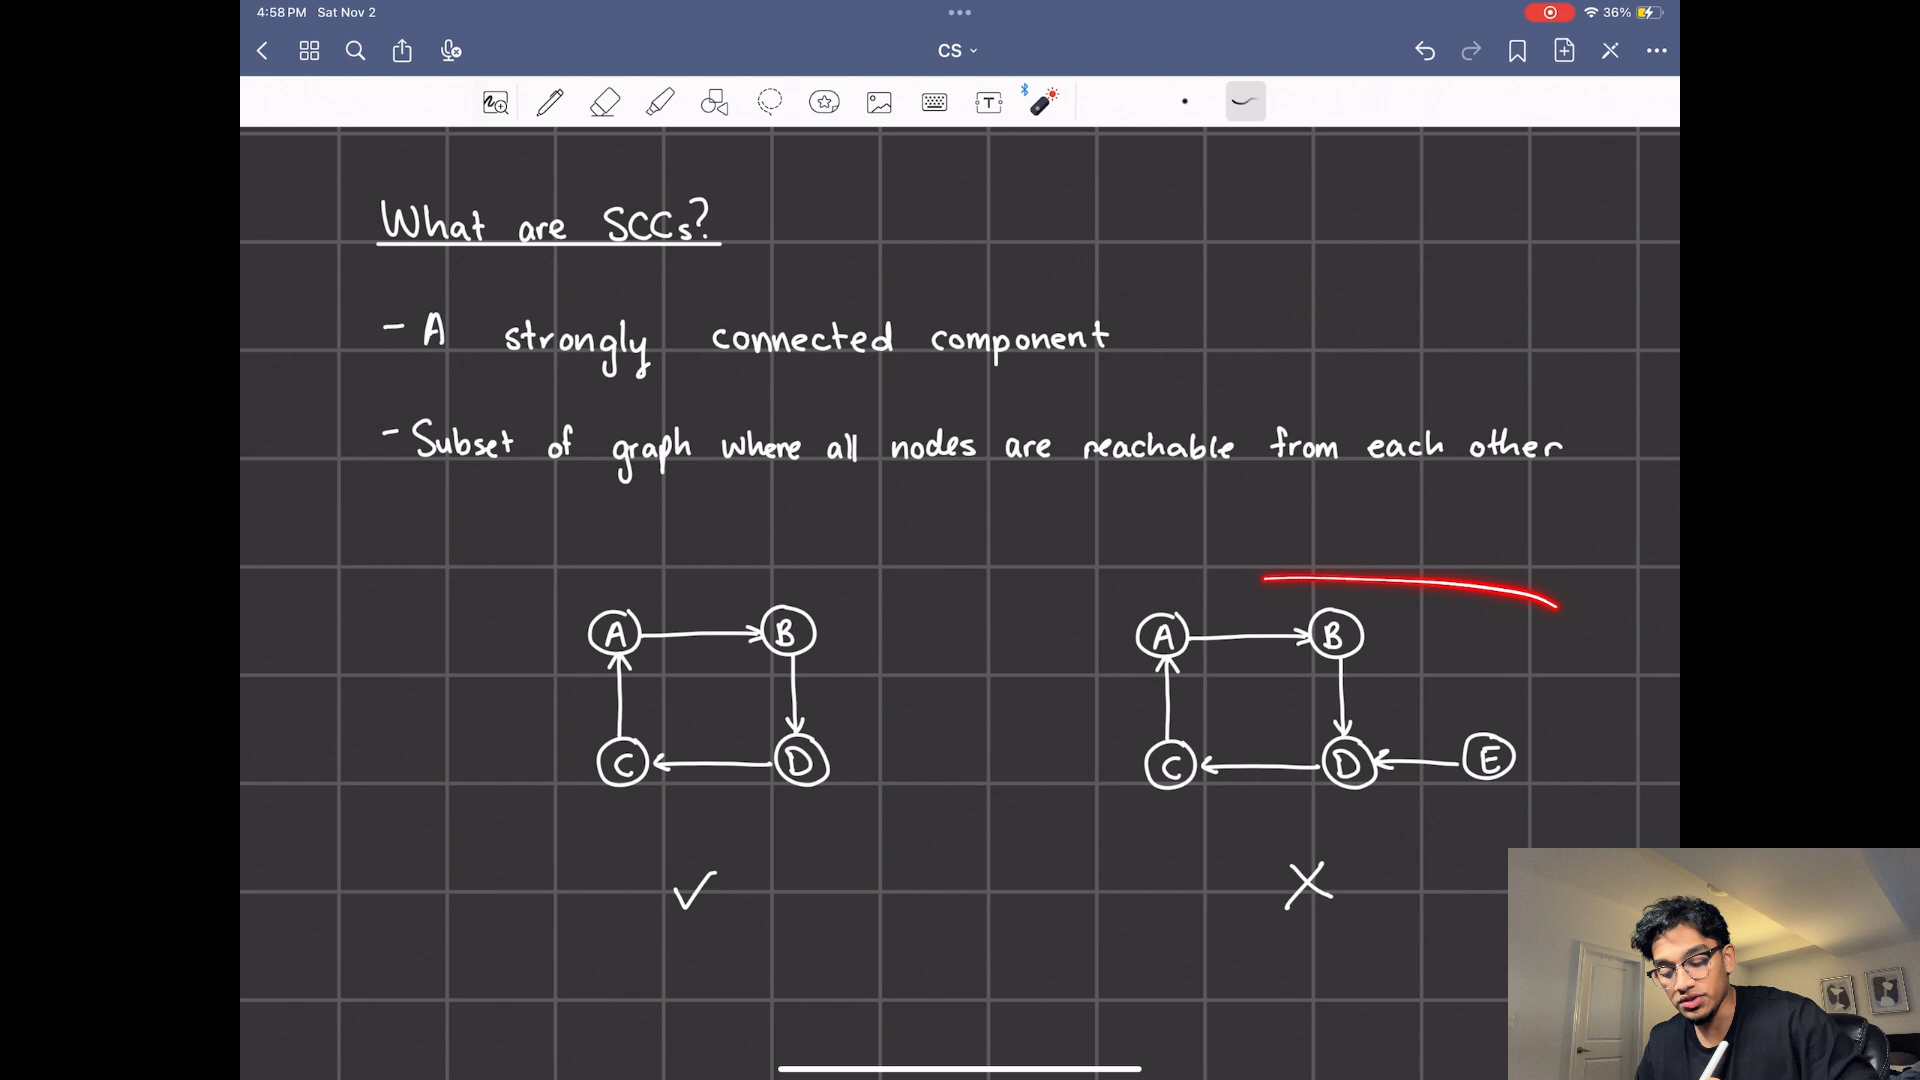 4:58 PM Sat Nov 2
36%
CS
T
What are SCCs?
- A strongly connected component
- Subset of graph where all nodes are reachable from each other
A B A B
C D C D E